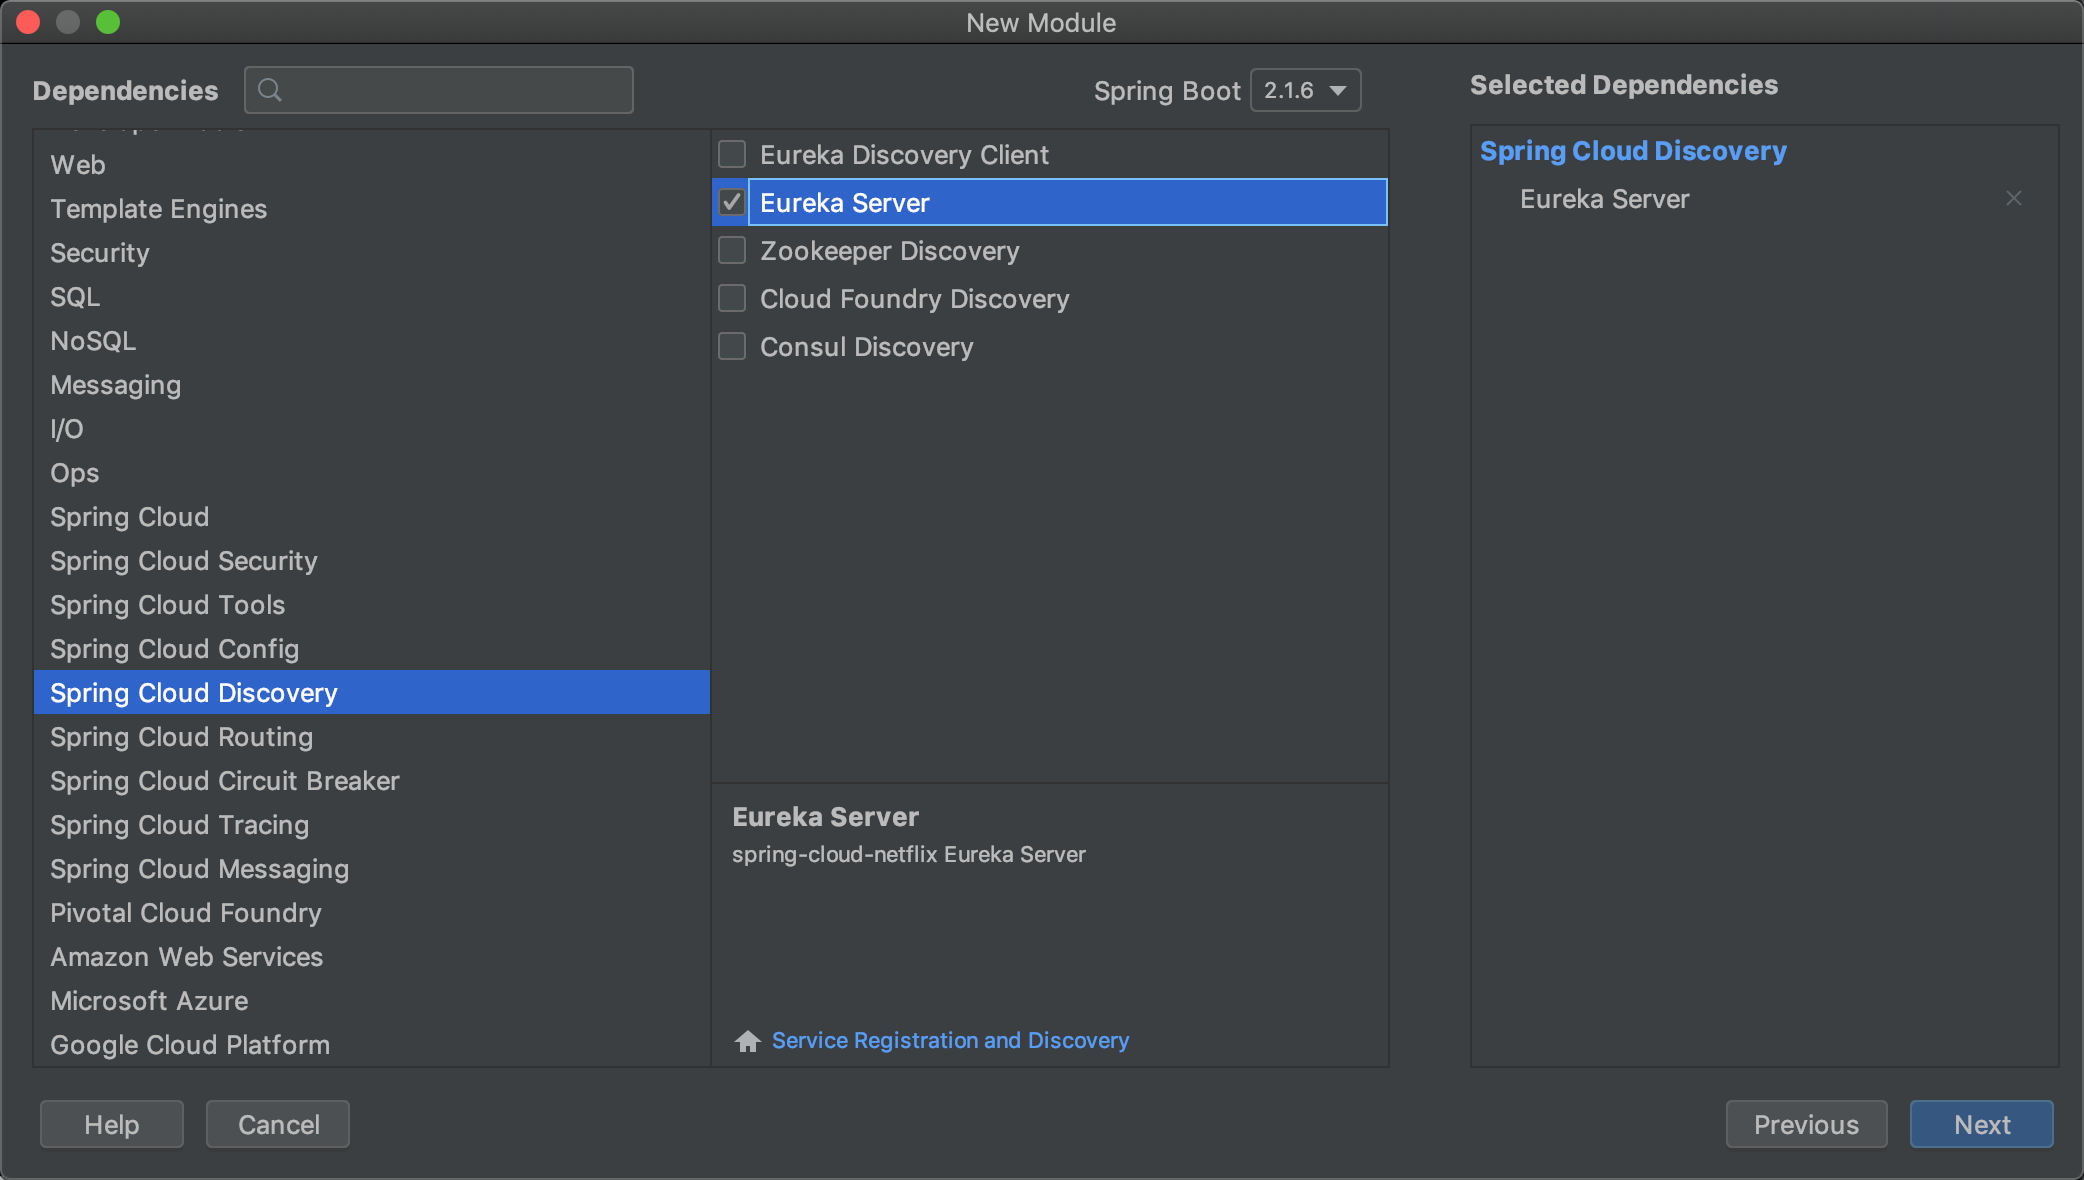 New Module
Dependencies
Spring Boot 2.1.6
Selected Dependencies
Web
Template Engines
Security
SQL
NoSQL
Messaging
I/O
Ops
Spring Cloud
Spring Cloud Security
Spring Cloud Tools
Spring Cloud Config
Spring Cloud Discovery
Spring Cloud Routing
Spring Cloud Circuit Breaker
Spring Cloud Tracing
Spring Cloud Messaging
Pivotal Cloud Foundry
Amazon Web Services
Microsoft Azure
Google Cloud Platform
Eureka Discovery Client
Eureka Server
Zookeeper Discovery
Cloud Foundry Discovery
Consul Discovery
Eureka Server
spring-cloud-netflix Eureka Server
Service Registration and Discovery
Spring Cloud Discovery
Eureka Server
Help
Cancel
Previous
Next